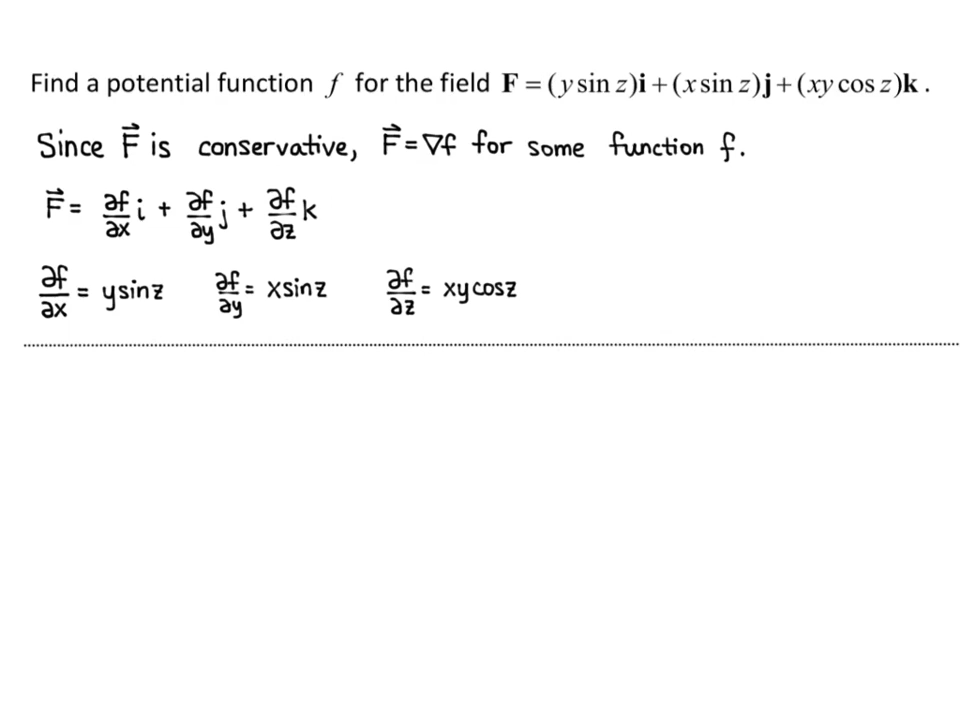 Find a potential function f for the field F = (y sin z)i + (x sin z)j + (xy cos z)k .
Since F⃗ is conservative, F⃗ = ∇f for some function f.
F⃗ = ∂f/∂x i + ∂f/∂y j + ∂f/∂z k
∂f/∂x = ysinz ∂f/∂y = xsinz ∂f/∂z = xycosz